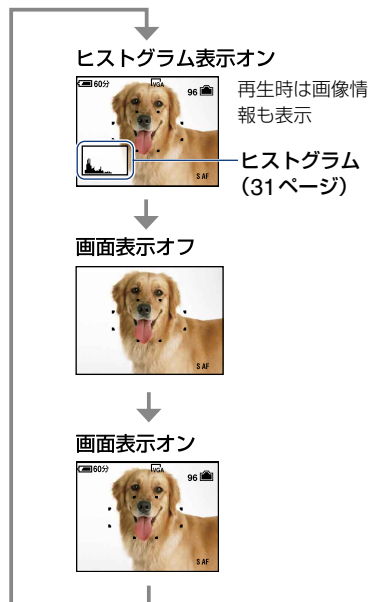 ヒストグラム表示オン
60分 VGA 96
再生時は画像情
報も表示
S AF
ヒストグラム
(31ページ)
画面表示オフ
S AF
画面表示オン
60分 VGA 96
S AF